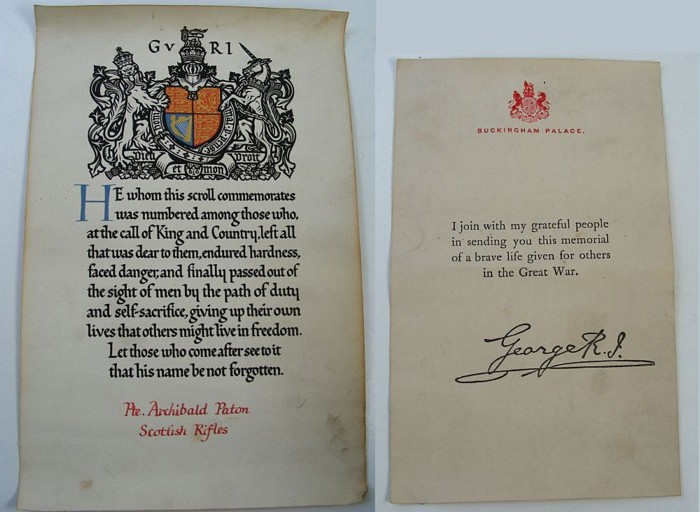 GvRI
Dieu et mon Droit
HE whom this scroll commemorates
was numbered among those who,
at the call of King and Country, left all
that was dear to them, endured hardness,
faced danger, and finally passed out of
the sight of men by the path of duty
and self-sacrifice, giving up their own
lives that others might live in freedom.
Let those who come after see to it
that his name be not forgotten.
Pte. Archibald Paton
Scottish Rifles
BUCKINGHAM PALACE.
I join with my grateful people
in sending you this memorial
of a brave life given for others
in the Great War.
George R.I.